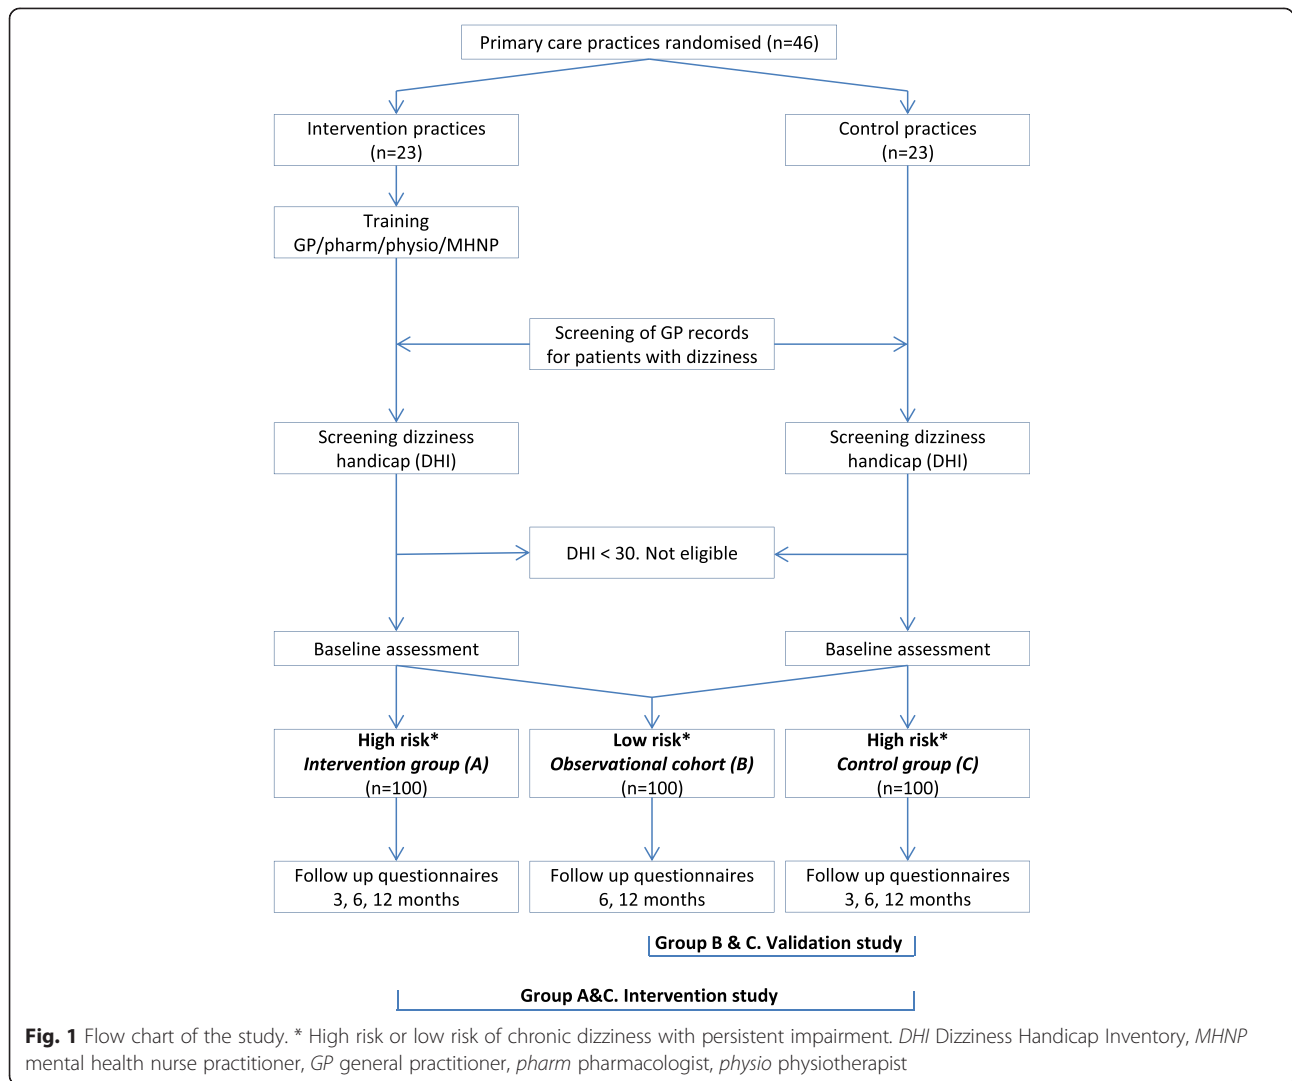 Primary care practices randomised (n=46)
Intervention practices
(n=23)
Control practices
(n=23)
Training
GP/pharm/physio/MHNP
Screening of GP records
for patients with dizziness
Screening dizziness
handicap (DHI)
Screening dizziness
handicap (DHI)
DHI < 30. Not eligible
Baseline assessment
Baseline assessment
High risk*
Intervention group (A)
(n=100)
Low risk*
Observational cohort (B)
(n=100)
High risk*
Control group (C)
(n=100)
Follow up questionnaires
3, 6, 12 months
Follow up questionnaires
6, 12 months
Follow up questionnaires
3, 6, 12 months
Group B & C. Validation study
Group A&C. Intervention study
Fig. 1 Flow chart of the study. * High risk or low risk of chronic dizziness with persistent impairment. DHI Dizziness Handicap Inventory, MHNP
mental health nurse practitioner, GP general practitioner, pharm pharmacologist, physio physiotherapist